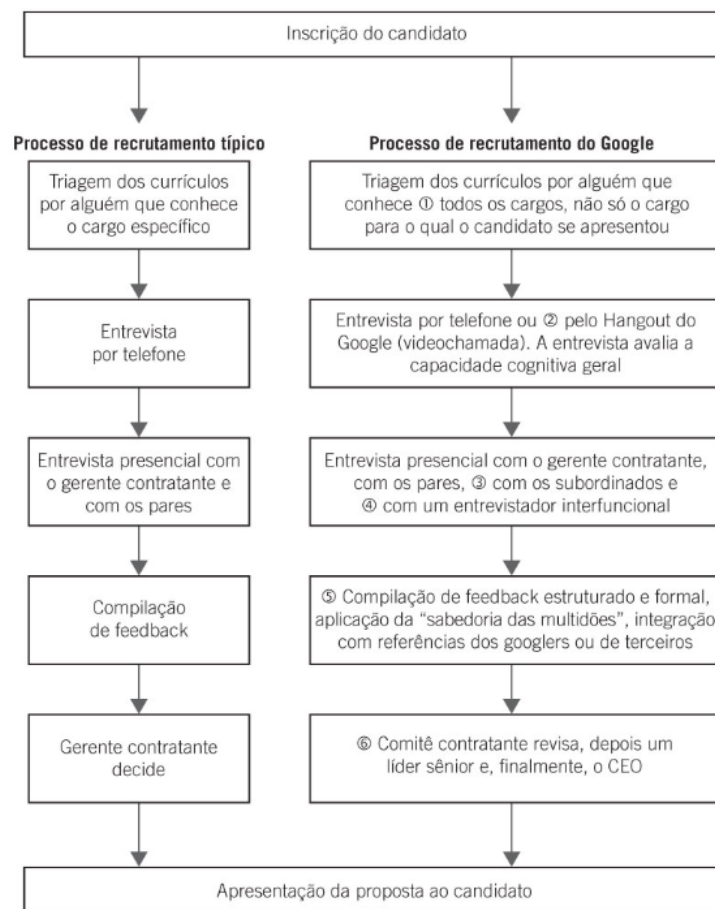 Inscrição do candidato
Processo de recrutamento típico
Triagem dos currículos
por alguém que conhece
o cargo específico
Entrevista
por telefone
Entrevista presencial com
o gerente contratante e
com os pares
Compilação
de feedback
Gerente contratante
decide
Processo de recrutamento do Google
Triagem dos currículos por alguém que
conhece ① todos os cargos, não só o cargo
para o qual o candidato se apresentou
Entrevista por telefone ou ② pelo Hangout do
Google (videochamada). A entrevista avalia a
capacidade cognitiva geral
Entrevista presencial com o gerente contratante,
com os pares, ③ com os subordinados e
④ com um entrevistador interfuncional
⑤ Compilação de feedback estruturado e formal,
aplicação da “sabedoria das multidões”, integração
com referências dos googlers ou de terceiros
⑥ Comitê contratante revisa, depois um
líder sênior e, finalmente, o CEO
Apresentação da proposta ao candidato